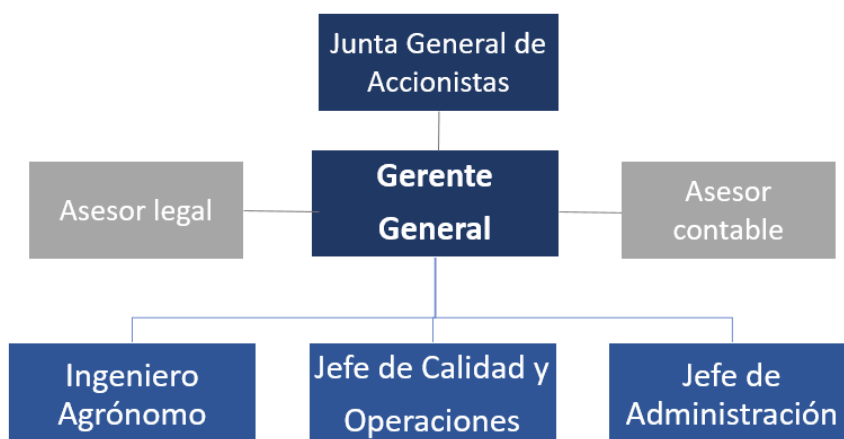 Junta General de
Accionistas
Gerente
General
Asesor legal
Asesor
contable
Ingeniero
Agrónomo
Jefe de Calidad y
Operaciones
Jefe de
Administración